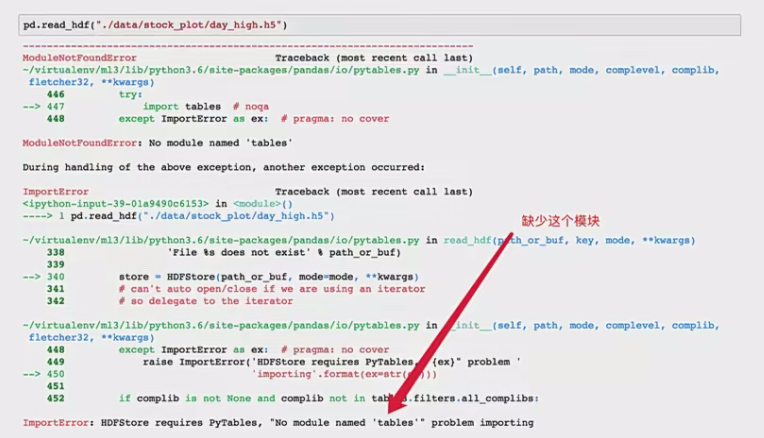 pd.read_hdf("./data/stock_plot/day_high.h5")
---------------------------------------------------------------------------
ModuleNotFoundError Traceback (most recent call last)
~/virtualenv/ml3/lib/python3.6/site-packages/pandas/io/pytables.py in __init__(self, path, mode, complevel, complib,
fletcher32, **kwargs)
446 try:
--> 447 import tables # noqa
448 except ImportError as ex: # pragma: no cover
ModuleNotFoundError: No module named 'tables'
During handling of the above exception, another exception occurred:
ImportError Traceback (most recent call last)
<ipython-input-39-01a9490c6153> in <module>()
----> 1 pd.read_hdf("./data/stock_plot/day_high.h5")
缺少这个模块
~/virtualenv/ml3/lib/python3.6/site-packages/pandas/io/pytables.py in read_hdf(path_or_buf, key, mode, **kwargs)
338 'File %s does not exist' % path_or_buf)
339
--> 340 store = HDFStore(path_or_buf, mode=mode, **kwargs)
341 # can't auto open/close if we are using an iterator
342 # so delegate to the iterator
~/virtualenv/ml3/lib/python3.6/site-packages/pandas/io/pytables.py in __init__(self, path, mode, complevel, complib,
fletcher32, **kwargs)
448 except ImportError as ex: # pragma: no cover
449 raise ImportError('HDFStore requires PyTables, {ex}" problem '
--> 450 'importing'.format(ex=str(ex)))
451
452 if complib is not None and complib not in tables.filters.all_complibs:
ImportError: HDFStore requires PyTables, "No module named 'tables'" problem importing